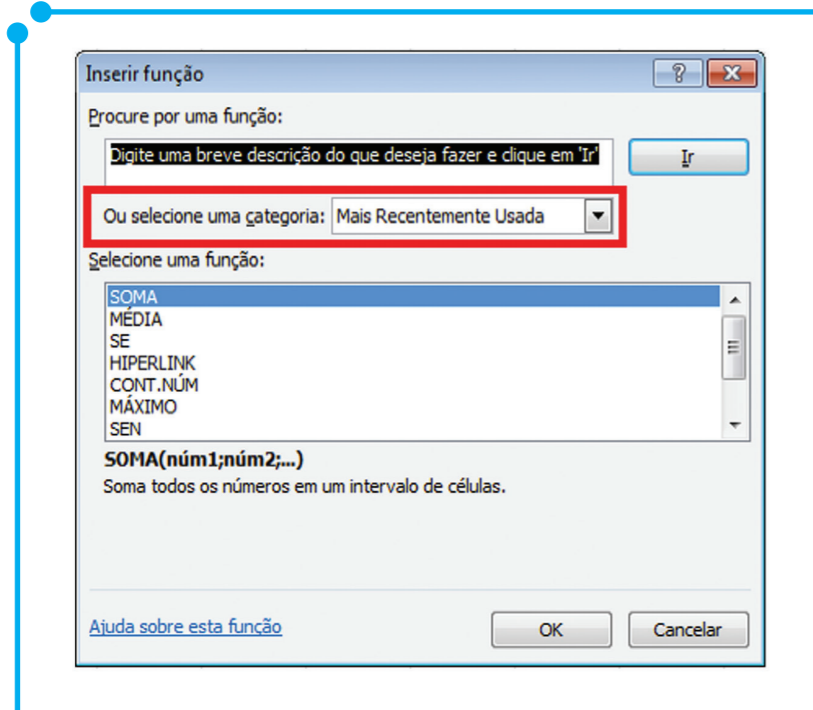 Inserir função
Procure por uma função:
Digite uma breve descrição do que deseja fazer e clique em 'Ir'
Ir
Ou selecione uma categoria: Mais Recentemente Usada
Selecione uma função:
SOMA
MÉDIA
SE
HIPERLINK
CONT.NÚM
MÁXIMO
SEN
SOMA(núm1;núm2;...)
Soma todos os números em um intervalo de células.
Ajuda sobre esta função
OK
Cancelar